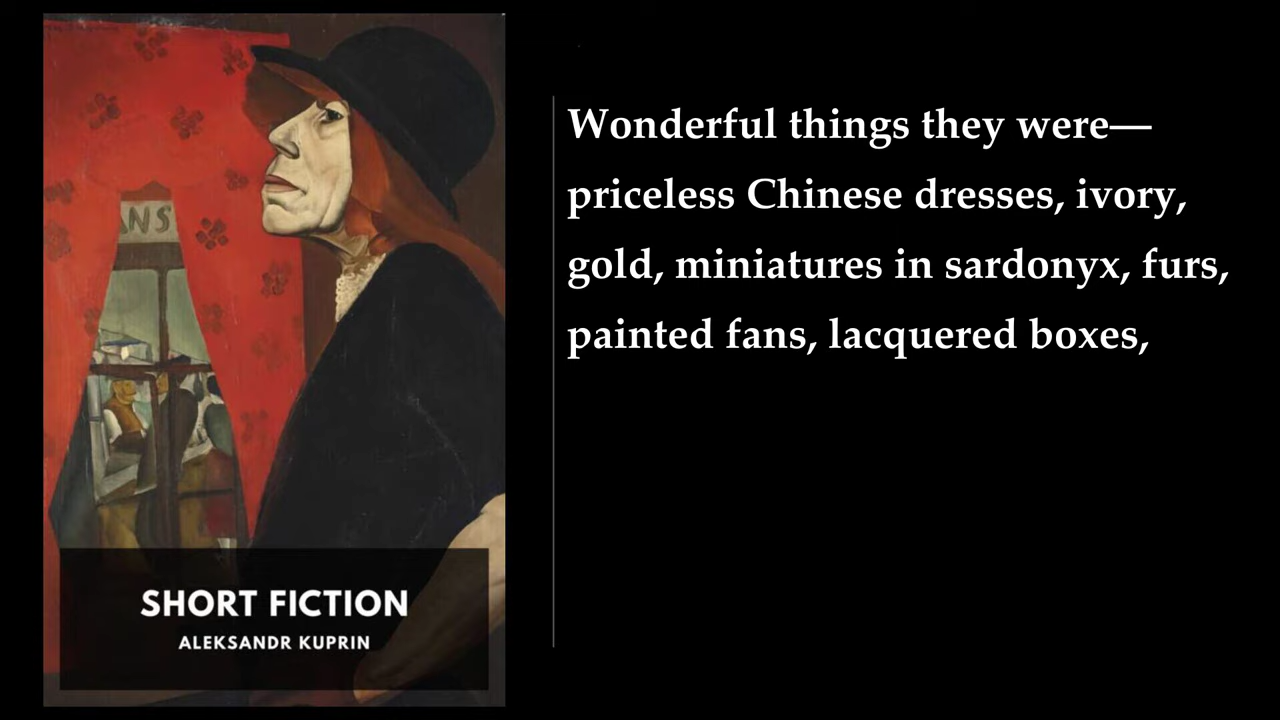 ANS
SHORT FICTION
ALEKSANDR KUPRIN
Wonderful things they were—
priceless Chinese dresses, ivory,
gold, miniatures in sardonyx, furs,
painted fans, lacquered boxes,